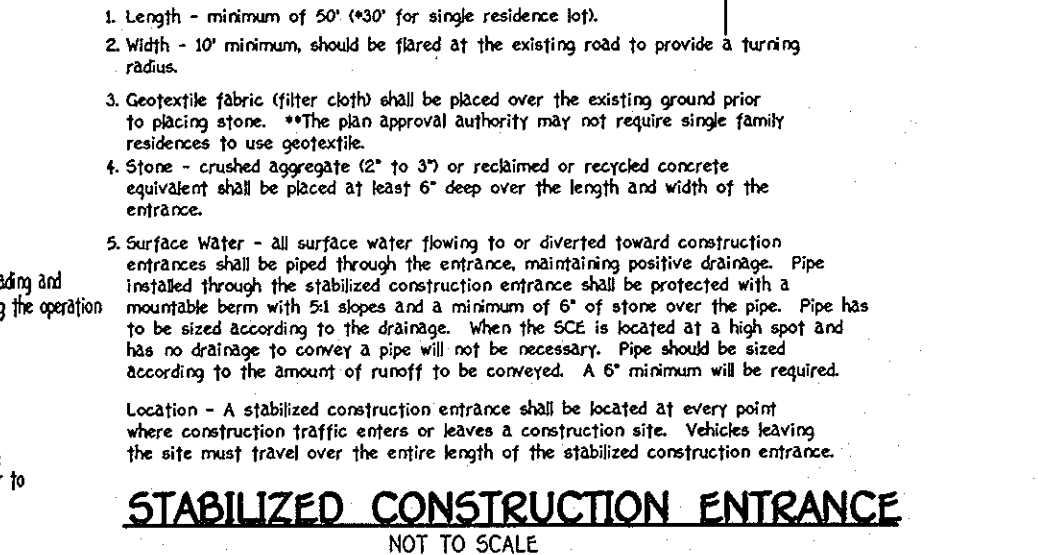 1. Length - minimum of 50' (*30' for single residence lot).
2. Width - 10' minimum, should be flared at the existing road to provide a turning
radius.
3. Geotextile fabric (filter cloth) shall be placed over the existing ground prior
to placing stone. **The plan approval authority may not require single family
residences to use geotextile.
4. Stone - crushed aggregate (2" to 3") or reclaimed or recycled concrete
equivalent shall be placed at least 6" deep over the length and width of the
entrance.
5. Surface Water - all surface water flowing to or diverted toward construction
entrances shall be piped through the entrance, maintaining positive drainage. Pipe
installed through the stabilized construction entrance shall be protected with a
mountable berm with 5:1 slopes and a minimum of 6" of stone over the pipe. Pipe has
to be sized according to the drainage. When the SCE is located at a high spot and
has no drainage to convey a pipe will not be necessary. Pipe should be sized
according to the amount of runoff to be conveyed. A 6" minimum will be required.
Location - A stabilized construction entrance shall be located at every point
where construction traffic enters or leaves a construction site. Vehicles leaving
the site must travel over the entire length of the stabilized construction entrance.
and
the operation
to
STABILIZED CONSTRUCTION ENTRANCE
NOT TO SCALE